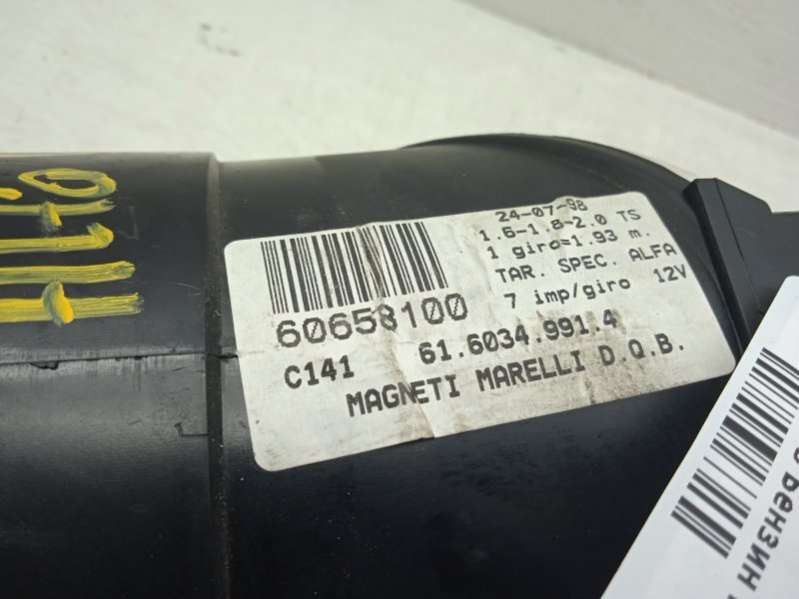 24-07-98
1.6-1.8-2.0 TS
1 giro=1.93 m.
TAR. SPEC. ALFA
7 imp/giro 12V
60658100
C141 61.6034.991.4
MAGNETI MARELLI D.Q.B.
Бензин